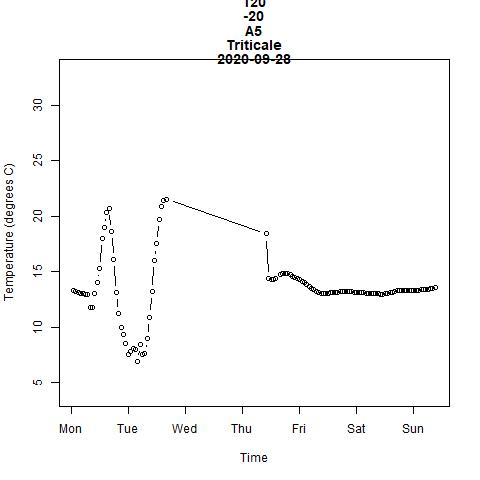 120
-20
A5
Triticale
2020-09-28
Temperature (degrees C)
30
25
20
15
10
5
Mon Tue Wed Thu Fri Sat Sun
Time